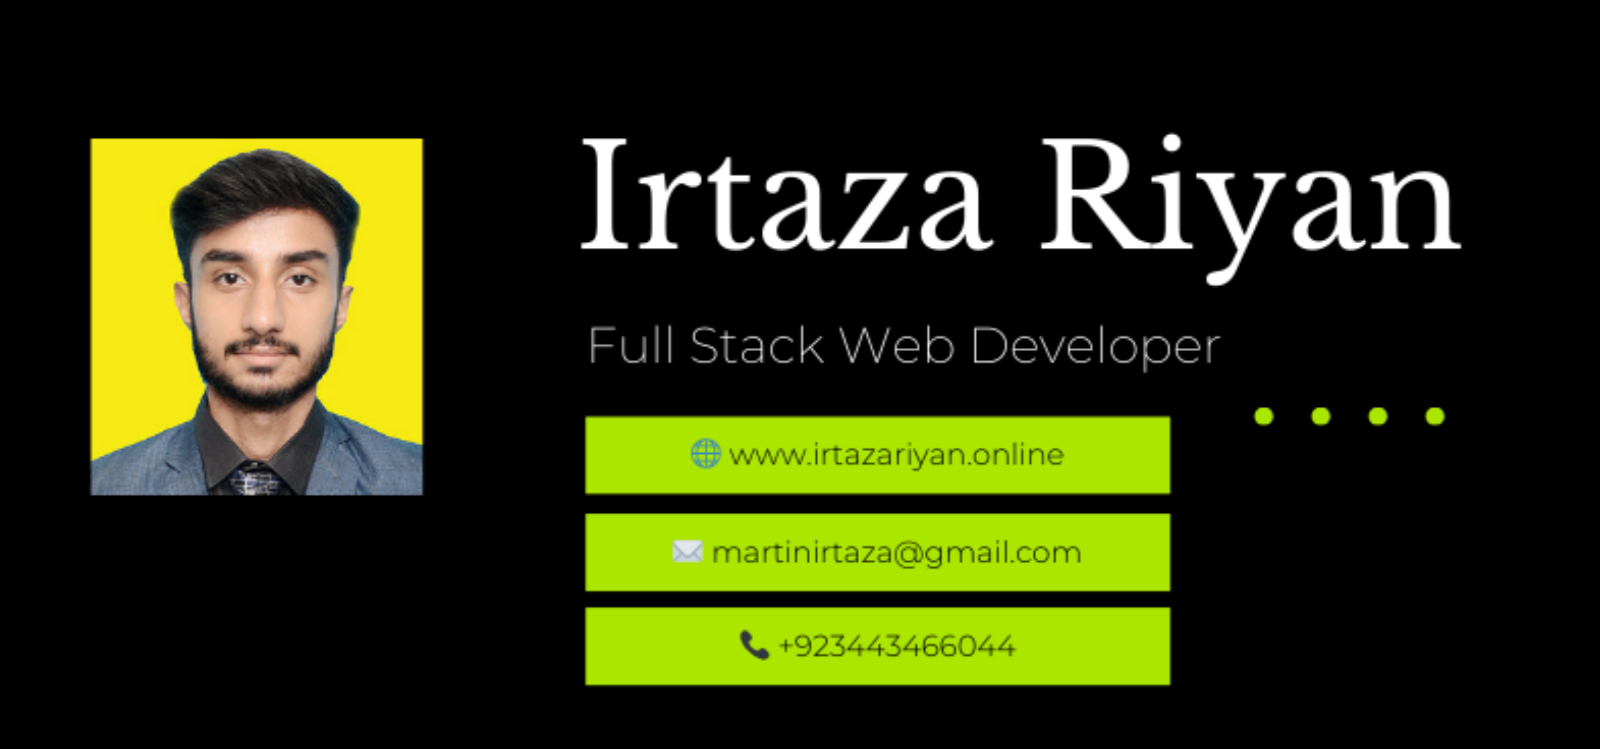 Irtaza Riyan
Full Stack Web Developer
🌐 www.irtazariyan.online
✉️ martinirtaza@gmail.com
📞 +923443466044